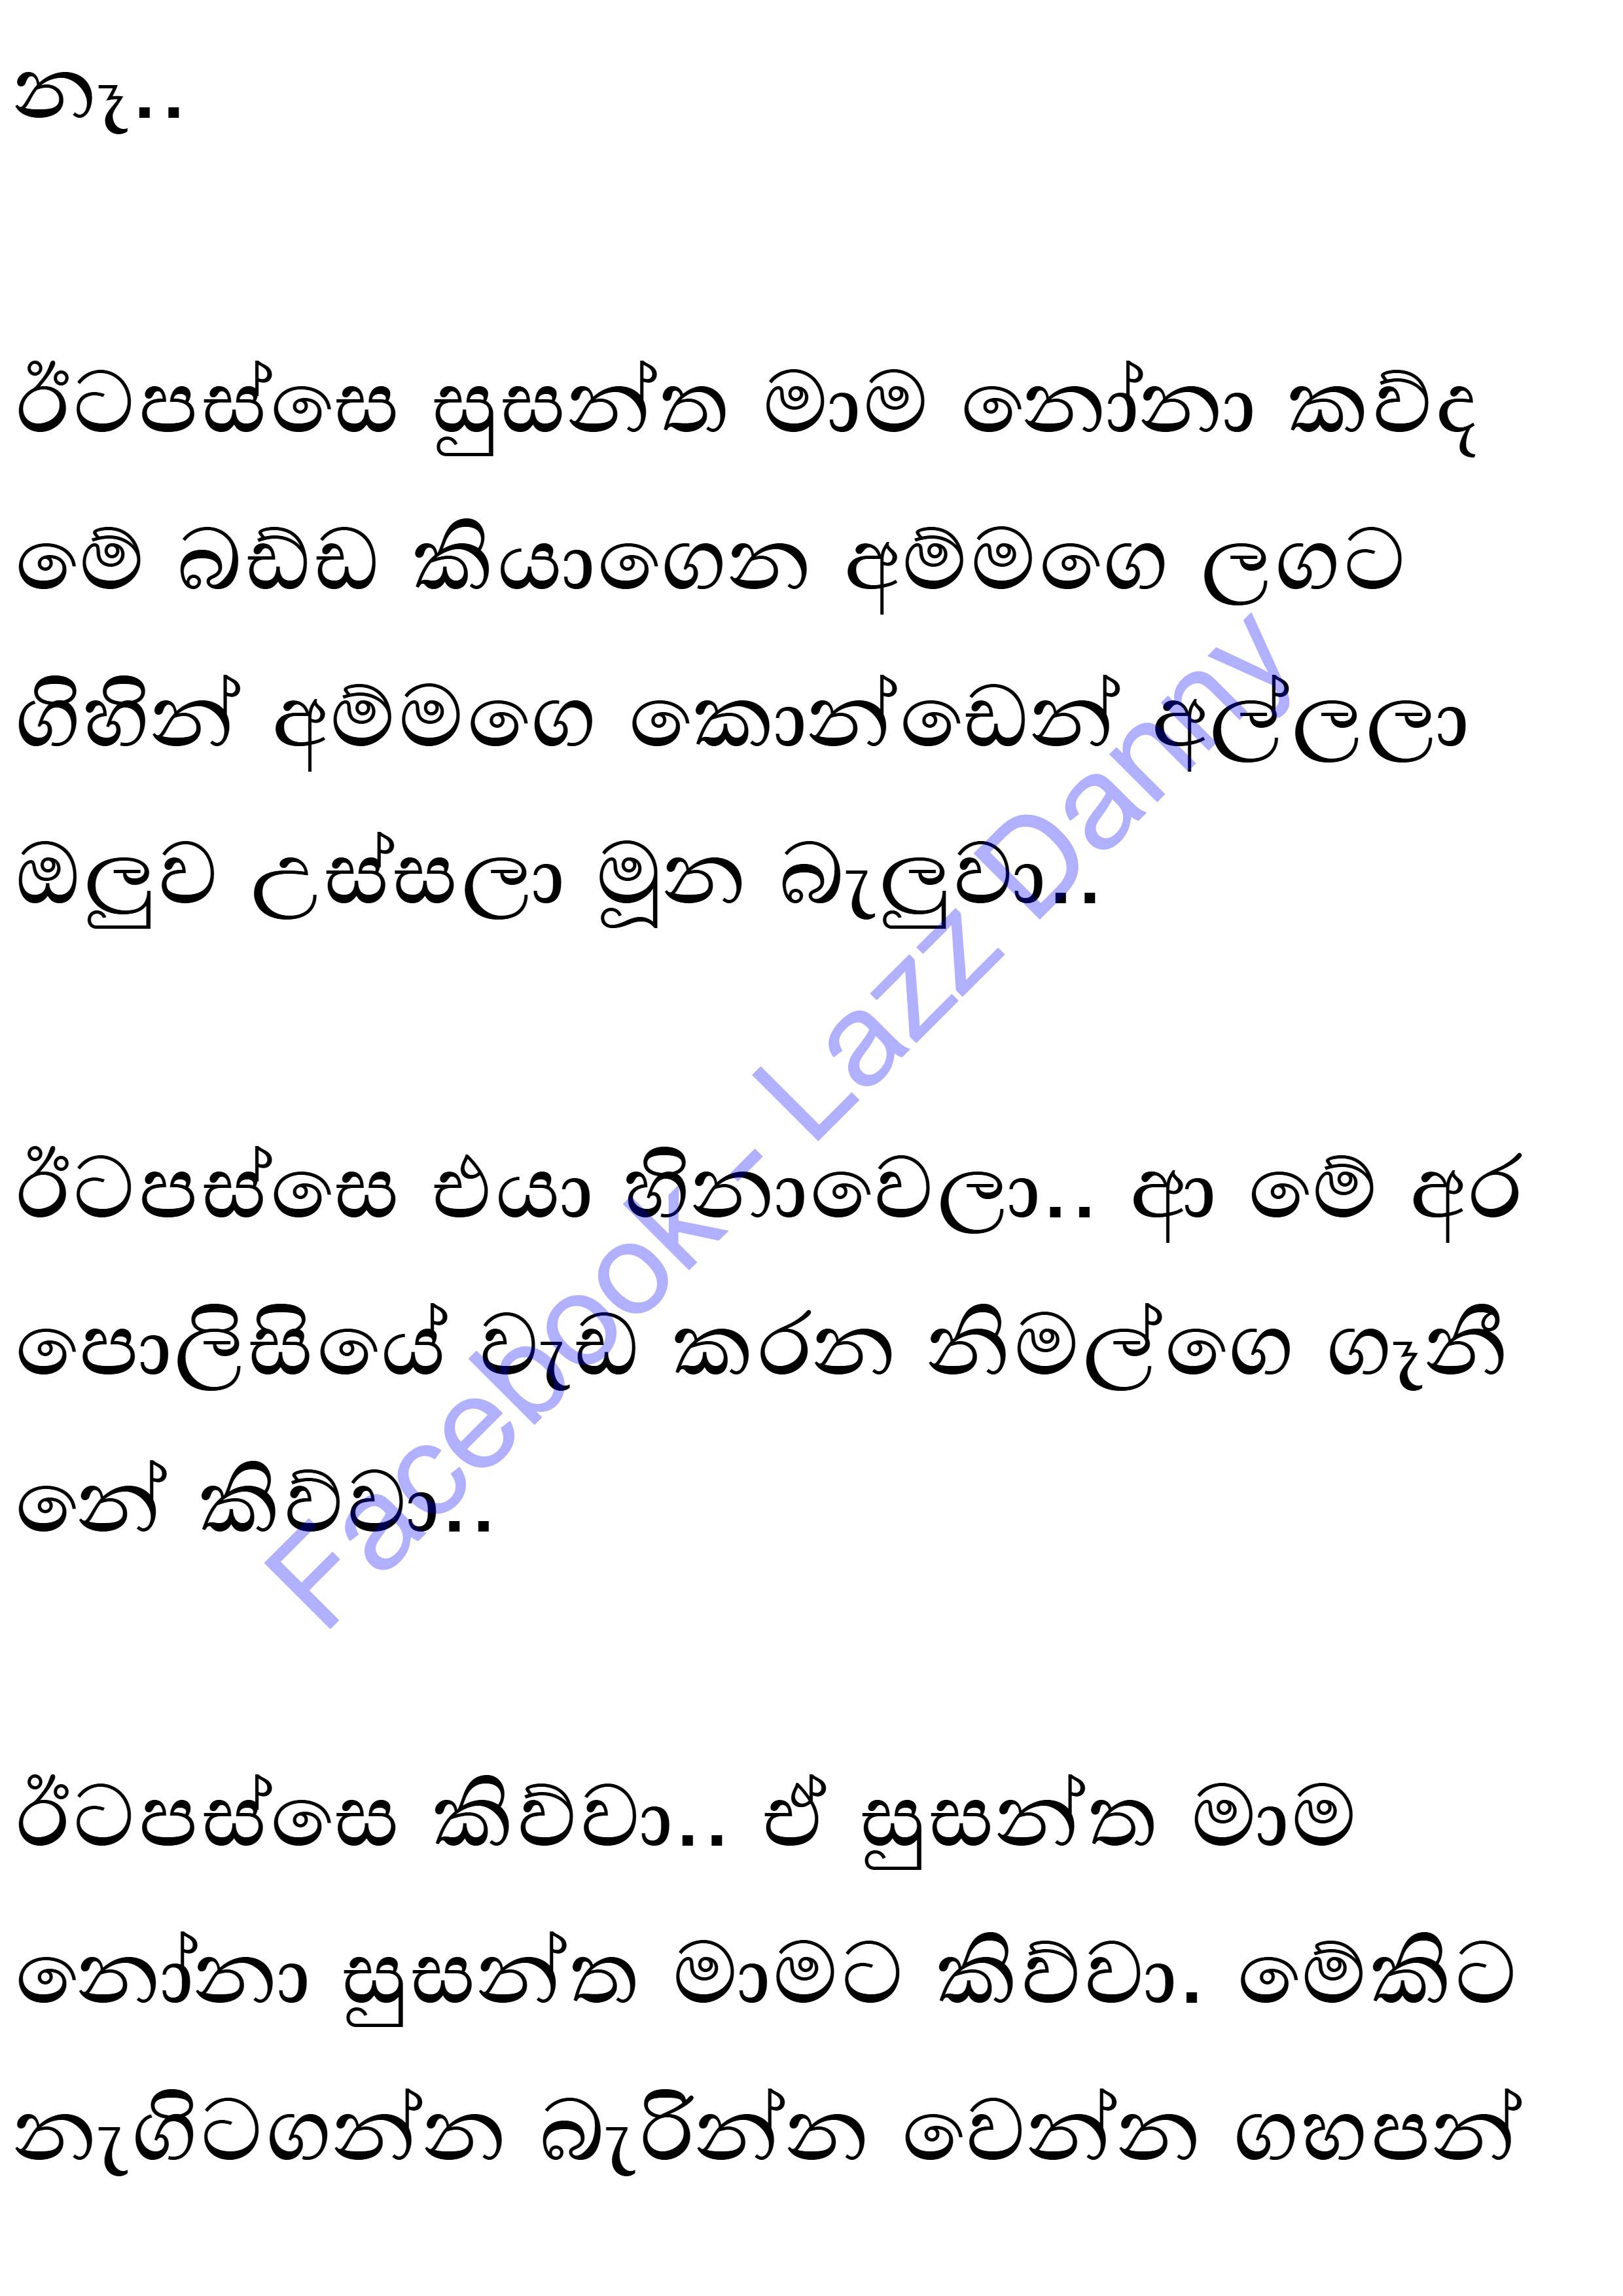 නෑ..
ඊටපස්සෙ සුසන්ත මාම නෝනා කව්ද
මේ බඩ්ඩ කියාගෙන අම්මගෙ ලගට
ගිහින් අම්මගෙ කොන්ඩෙන් අල්ලලා
ඔලුව උස්සලා මූන බැලුවා..
ඊටපස්සෙ එයා හිනාවෙලා.. ආ මේ අර
පොලිසියේ වැඩ කරන නිමල්ගෙ ගෑනී
නේ කිව්වා..
ඊටපස්සෙ කිව්වා.. ඒ සුසන්ත මාම
නෝනා සුසන්ත මාමට කිව්වා. මේකිට
නැගිටගන්න බැරින්න වෙන්න ගහපන්
Facebook- Lazz Danny